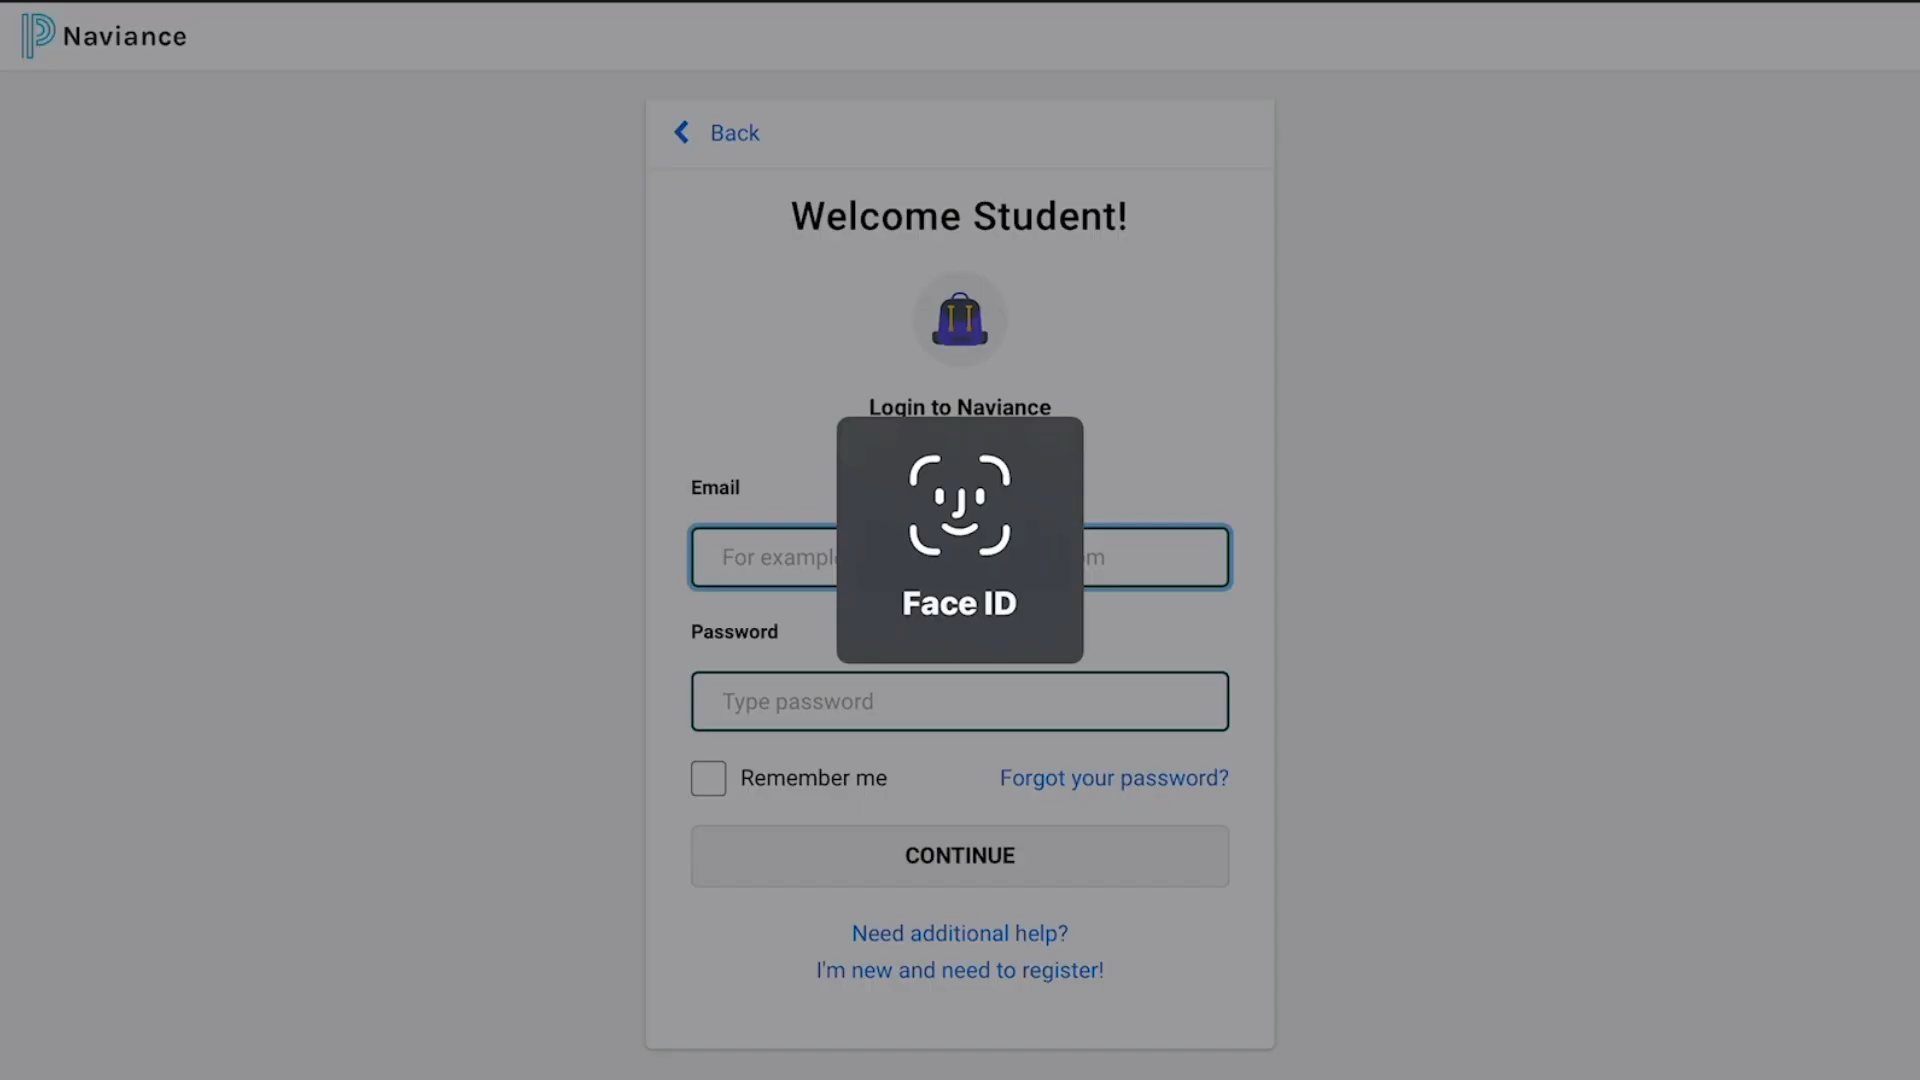 Naviance
Back
Welcome Student!
Login to Naviance
Email
For example
Face ID
Password
Type password
Remember me
Forgot your password?
CONTINUE
Need additional help?
I'm new and need to register!